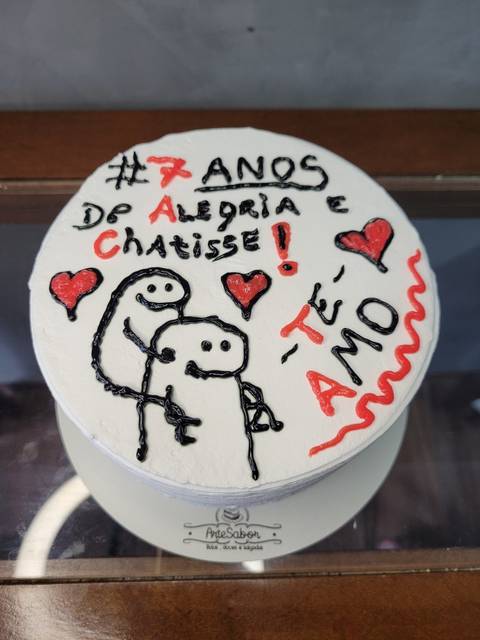 #7 ANOS
De ALEGRIA E
CHATISSE!
TE
AMO
ArteSabor